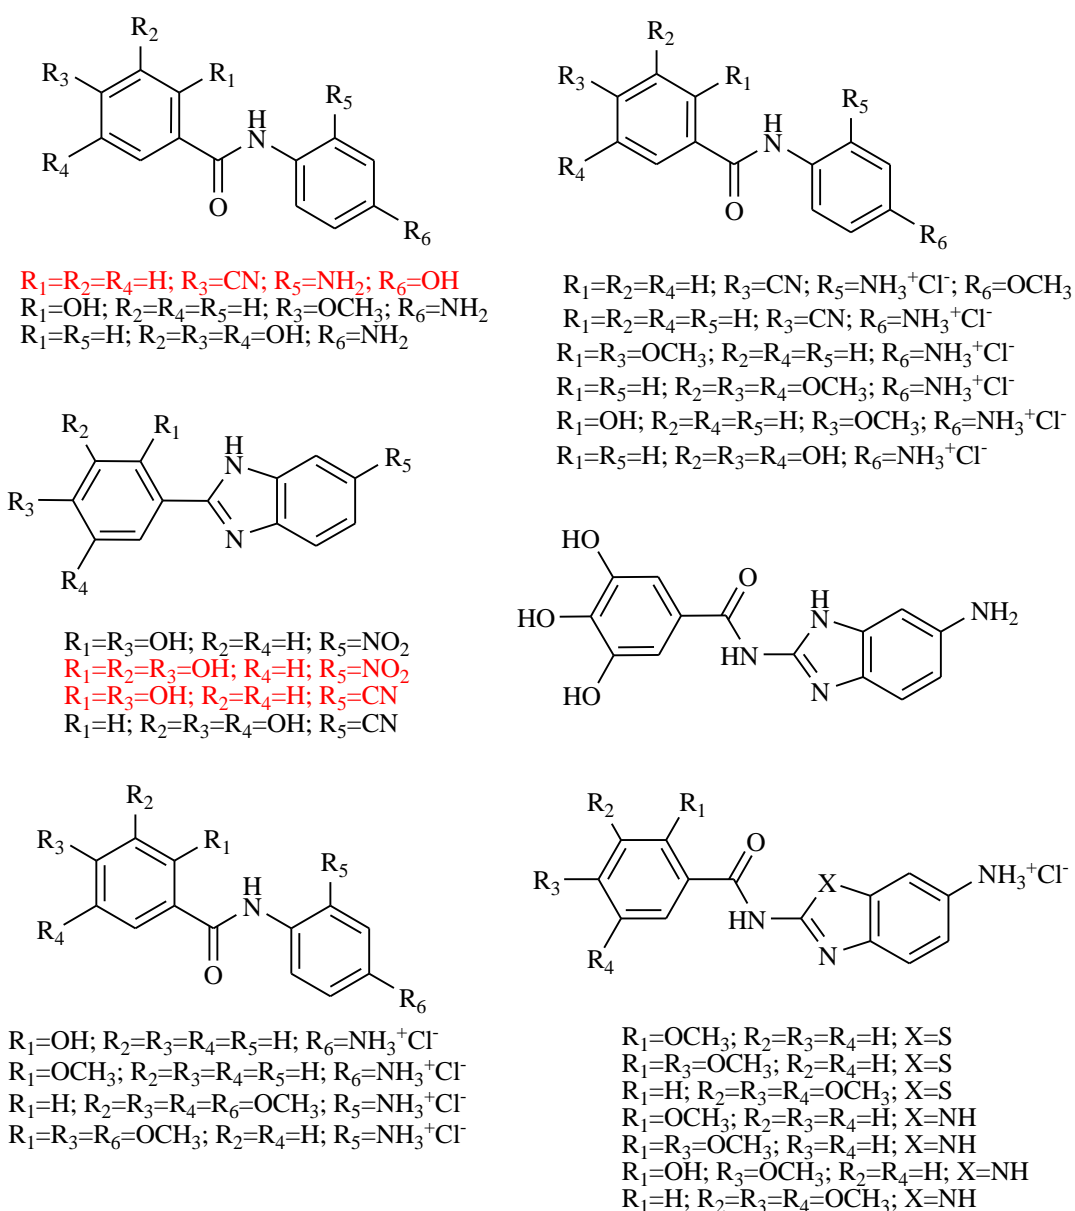 R₂
R₃
R₁
H
N
R₅
R₄
O
R₆
R₁=R₂=R₄=H; R₃=CN; R₅=NH₂; R₆=OH
R₁=OH; R₂=R₄=R₅=H; R₃=OCH₃; R₆=NH₂
R₁=R₅=H; R₂=R₃=R₄=OH; R₆=NH₂
R₂
R₃
R₁
H
N
R₅
R₄
O
R₆
R₁=R₂=R₄=H; R₃=CN; R₅=NH₃⁺Cl⁻; R₆=OCH₃
R₁=R₂=R₄=R₅=H; R₃=CN; R₆=NH₃⁺Cl⁻
R₁=R₃=OCH₃; R₂=R₄=R₅=H; R₆=NH₃⁺Cl⁻
R₁=R₅=H; R₂=R₃=R₄=OCH₃; R₆=NH₃⁺Cl⁻
R₁=OH; R₂=R₄=R₅=H; R₃=OCH₃; R₆=NH₃⁺Cl⁻
R₁=R₅=H; R₂=R₃=R₄=OH; R₆=NH₃⁺Cl⁻
R₂
R₁
H
N
R₅
R₃
N
R₄
R₁=R₃=OH; R₂=R₄=H; R₅=NO₂
R₁=R₂=R₃=OH; R₄=H; R₅=NO₂
R₁=R₃=OH; R₂=R₄=H; R₅=CN
R₁=H; R₂=R₃=R₄=OH; R₅=CN
HO
O
H
N
NH₂
HO
HN
N
HO
R₂
R₃
R₁
H
N
R₅
R₄
O
R₆
R₁=OH; R₂=R₃=R₄=R₅=H; R₆=NH₃⁺Cl⁻
R₁=OCH₃; R₂=R₃=R₄=R₅=H; R₆=NH₃⁺Cl⁻
R₁=H; R₂=R₃=R₄=R₆=OCH₃; R₅=NH₃⁺Cl⁻
R₁=R₃=R₆=OCH₃; R₂=R₄=H; R₅=NH₃⁺Cl⁻
R₂
R₁
O
R₃
X
NH₃⁺Cl⁻
HN
N
R₄
R₁=OCH₃; R₂=R₃=R₄=H; X=S
R₁=R₃=OCH₃; R₂=R₄=H; X=S
R₁=H; R₂=R₃=R₄=OCH₃; X=S
R₁=OCH₃; R₂=R₃=R₄=H; X=NH
R₁=R₃=OCH₃; R₃=R₄=H; X=NH
R₁=OH; R₃=OCH₃; R₂=R₄=H; X=NH
R₁=H; R₂=R₃=R₄=OCH₃; X=NH